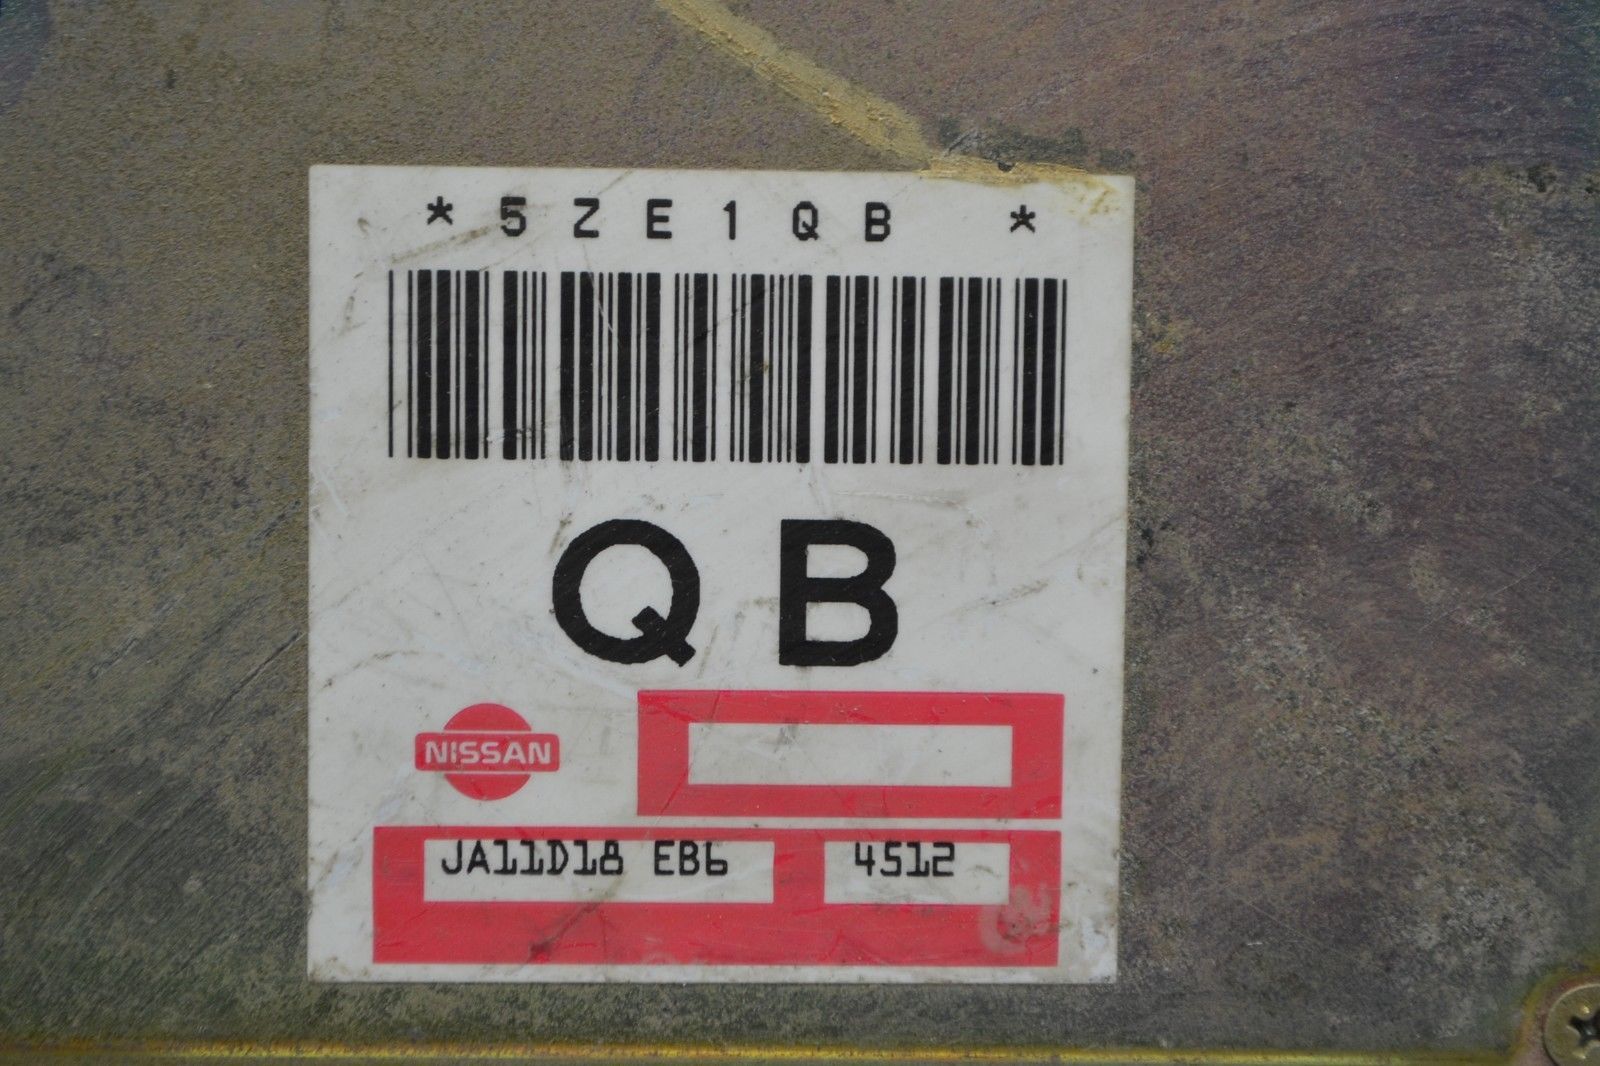 *5ZE1QB *
QB
NISSAN
JA11D18 EB6 4512